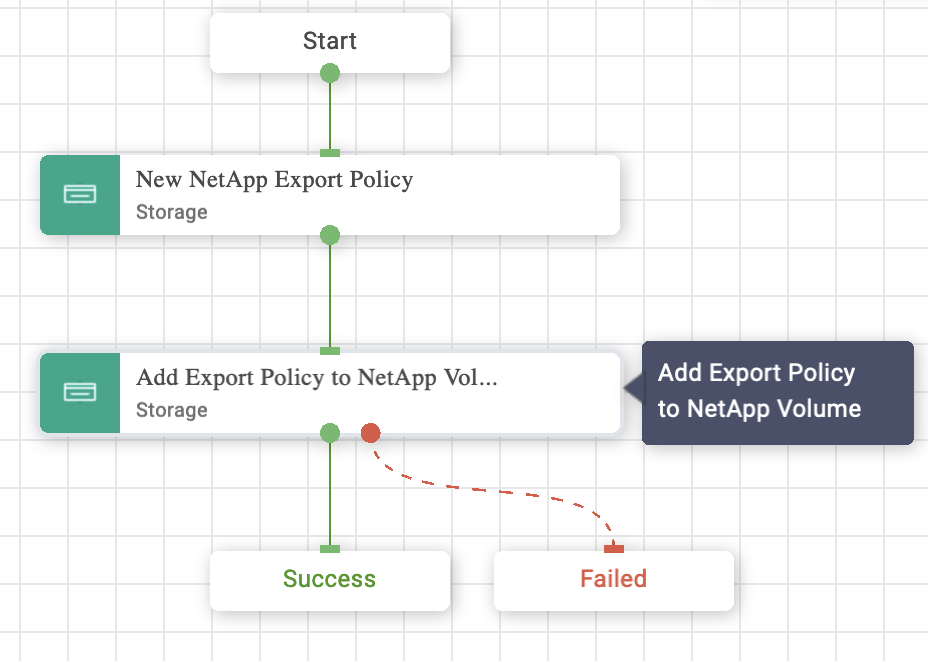 Start
New NetApp Export Policy
Storage
Add Export Policy to NetApp Vol...
Storage
Add Export Policy
to NetApp Volume
Success
Failed